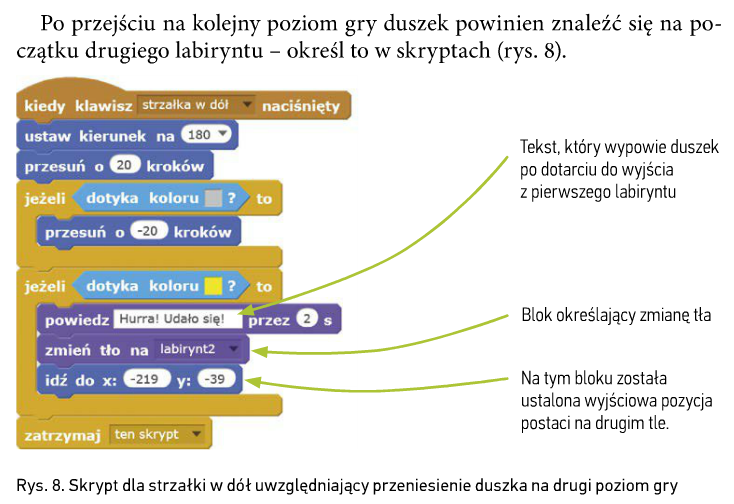 Po przejściu na kolejny poziom gry duszek powinien znaleźć się na po-
czątku drugiego labiryntu – określ to w skryptach (rys. 8).
kiedy klawisz strzałka w dół naciśnięty
ustaw kierunek na 180
przesuń o 20 kroków
jeżeli dotyka koloru ? to
przesuń o -20 kroków
jeżeli dotyka koloru ? to
powiedz Hurra! Udało się! przez 2 s
zmień tło na labirynt2
idź do x: -219 y: -39
zatrzymaj ten skrypt
Tekst, który wypowie duszek
po dotarciu do wyjścia
z pierwszego labiryntu
Blok określający zmianę tła
Na tym bloku została
ustalona wyjściowa pozycja
postaci na drugim tle.
Rys. 8. Skrypt dla strzałki w dół uwzględniający przeniesienie duszka na drugi poziom gry